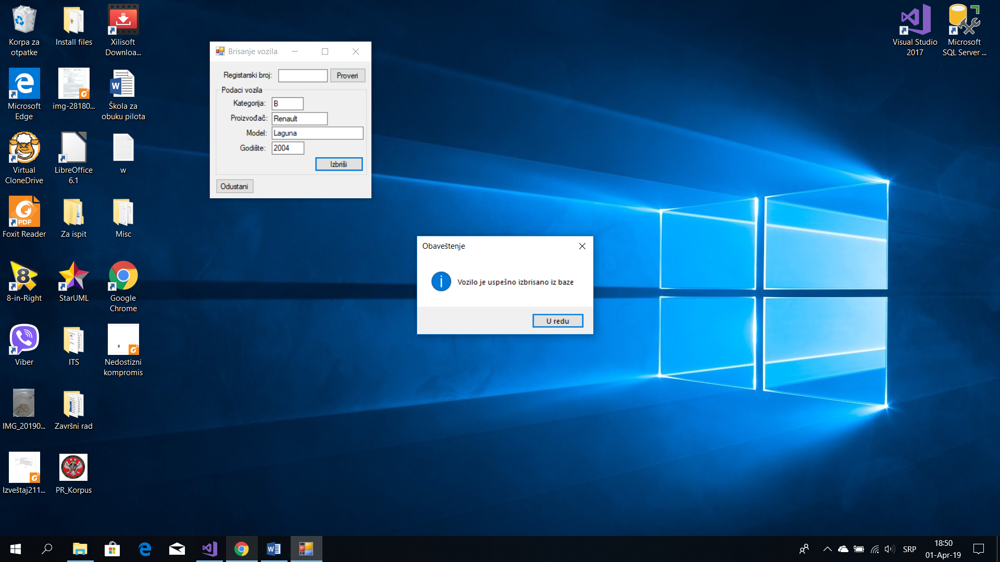 Korpa za
otpatke
Install files
Xilisoft
Downloa...
Microsoft
Edge
img-28180...
Škola za
obuku pilota
Virtual
CloneDrive
LibreOffice
6.1
w
Foxit Reader
PDF
Za ispit
Misc
8-in-Right
8
StarUML
Google
Chrome
Viber
ITS
Nedostizni
kompromis
IMG_20190...
Završni rad
Izveštaj211...
PR_Korpus
Visual Studio
2017
Microsoft
SQL Server ...
Brisanje vozila
Registarski broj:
Proveri
Podaci vozila
Kategorija: B
Proizvođač: Renault
Model: Laguna
Godište: 2004
Izbriši
Odustani
Obaveštenje
Vozilo je uspešno izbrisano iz baze
U redu
SRP
18:50
01-Apr-19